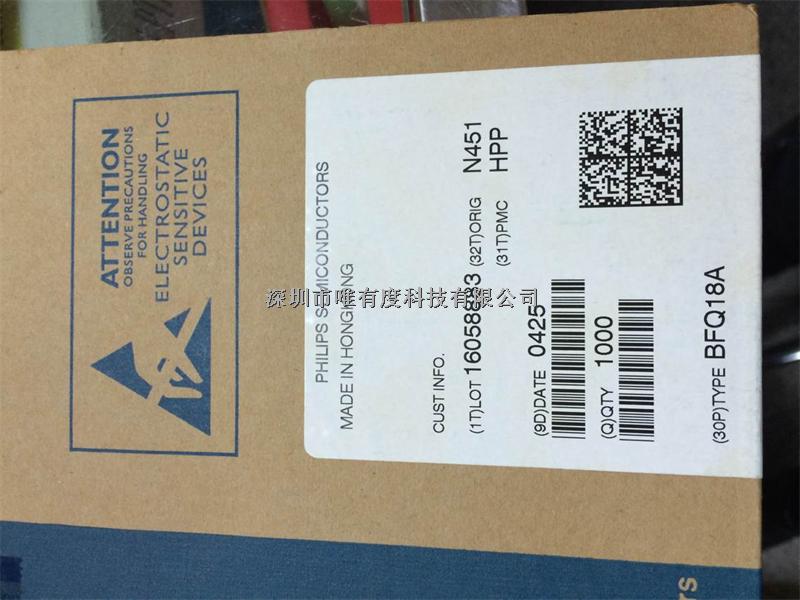 ATTENTION
OBSERVE PRECAUTIONS
FOR HANDLING
ELECTROSTATIC
SENSITIVE
DEVICES
PHILIPS SEMICONDUCTORS
MADE IN HONGKONG
CUST INFO.
(1T)LOT 16058883 (32T)ORIG N451
(31T)PMC HPP
(9D)DATE 0425
(Q)QTY 1000
(30P)TYPE BFQ18A
深圳市唯有度科技有限公司
rs